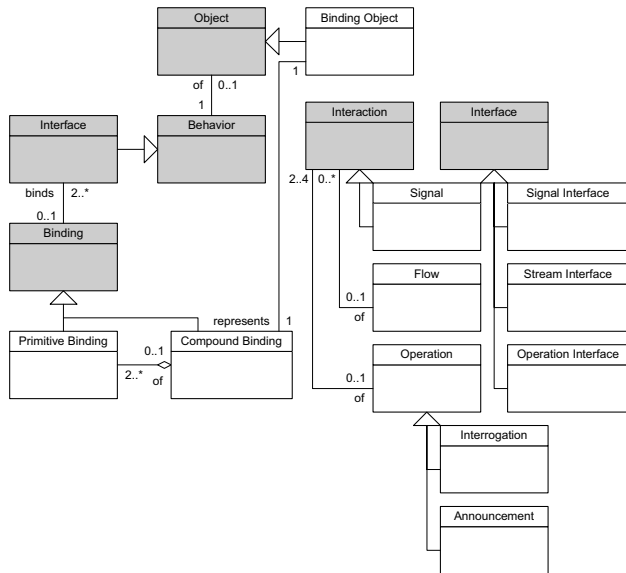 Object
Binding Object
of
0..1
1
1
Interface
Behavior
Interaction
Interface
binds
2..*
0..1
2..4
0..*
Signal
Signal Interface
Binding
Flow
Stream Interface
0..1
of
represents
1
Primitive Binding
Compound Binding
0..1
2..*
of
Operation
Operation Interface
0..1
of
Interrogation
Announcement